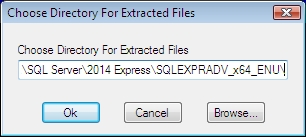 Choose Directory For Extracted Files
Choose Directory For Extracted Files
\SQL Server\2014 Express\SQLEXPRADV_x64_ENU\
Ok
Cancel
Browse...